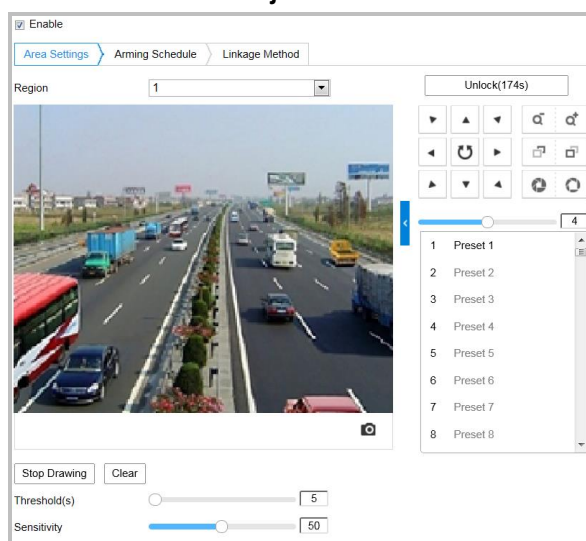 Enable
Area Settings
Arming Schedule
Linkage Method
Region
1
Unlock(174s)
4
1 Preset 1
2 Preset 2
3 Preset 3
4 Preset 4
5 Preset 5
6 Preset 6
7 Preset 7
8 Preset 8
Stop Drawing
Clear
Threshold(s)
5
Sensitivity
50